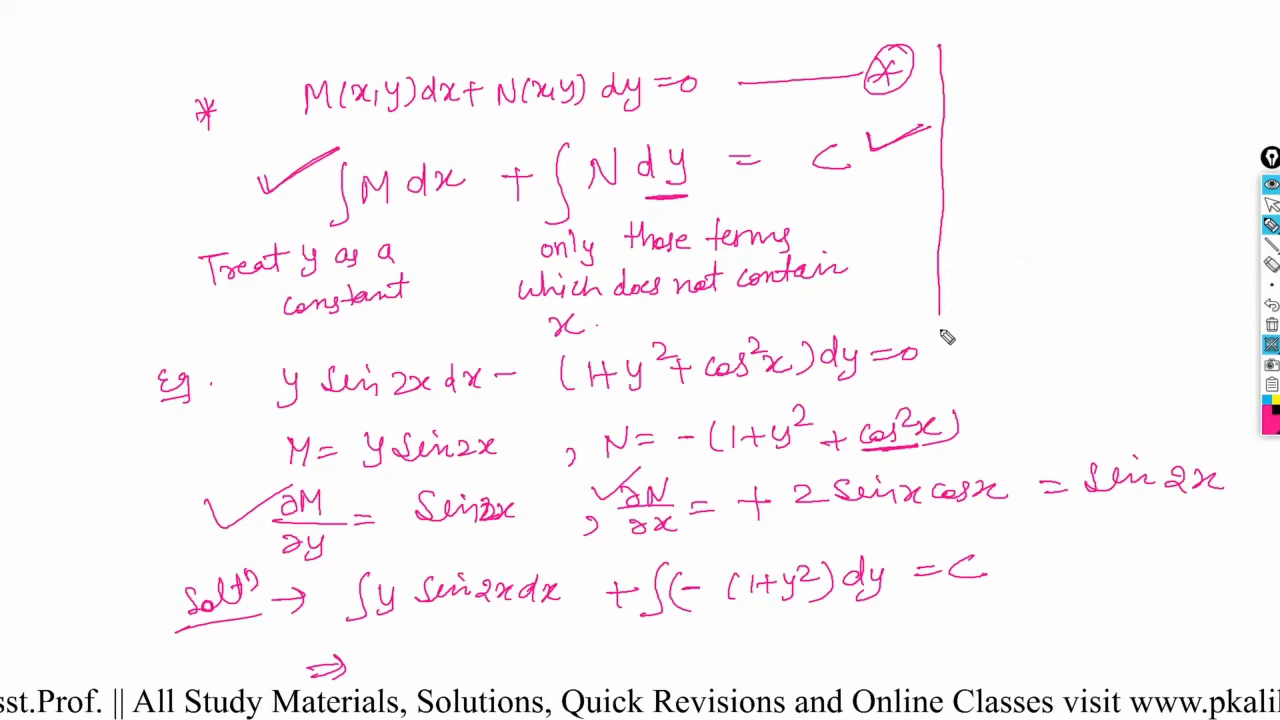 * M(x,y)dx + N(x,y) dy = 0 ——— (*)
∫M dx + ∫N dy = C
Treat y as a constant
only those terms which does not contain x.
Eg. y sin2x dx - (1+y²+cos²x)dy = 0
M = y sin2x , N = -(1+y²+cos²x)
∂M/∂y = sin2x , ∂N/∂x = + 2 sinx cosx = sin2x
Solⁿ → ∫y sin2x dx + ∫(- (1+y²)dy = C
⇒
sst.Prof. || All Study Materials, Solutions, Quick Revisions and Online Classes visit www.pkalil